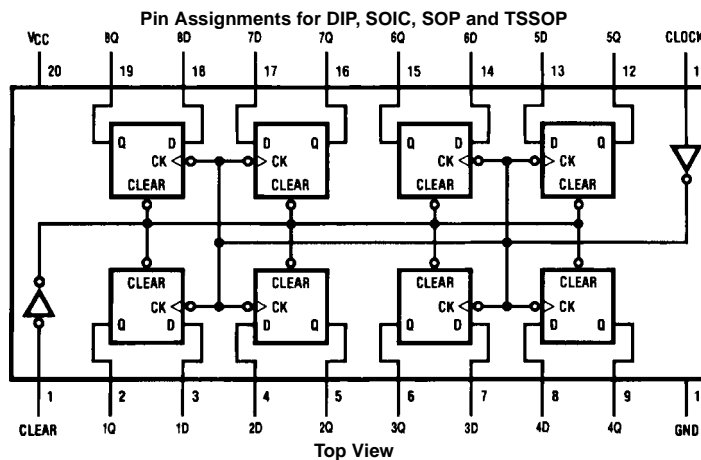 Pin Assignments for DIP, SOIC, SOP and TSSOP
VCC 8Q 8D 7D 7Q 6Q 6D 5D 5Q CLOCK
20 19 18 17 16 15 14 13 12 1
Q D D Q Q D D Q
CK CK CK CK
CLEAR CLEAR CLEAR CLEAR
CLEAR CLEAR CLEAR CLEAR
CK CK CK CK
Q D D Q Q D D Q
1 2 3 4 5 6 7 8 9 1
CLEAR 1Q 1D 2D 2Q 3Q 3D 4D 4Q GND
Top View